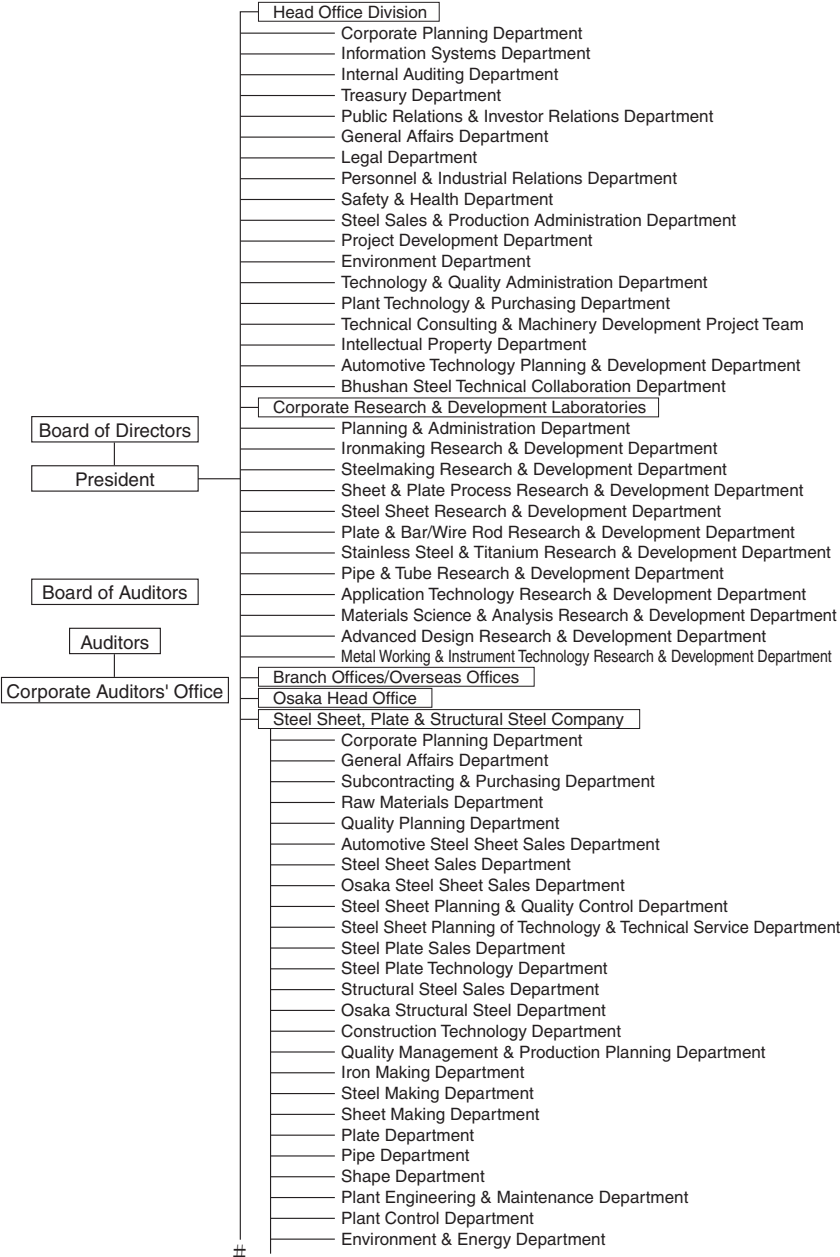 Head Office Division
Corporate Planning Department
Information Systems Department
Internal Auditing Department
Treasury Department
Public Relations & Investor Relations Department
General Affairs Department
Legal Department
Personnel & Industrial Relations Department
Safety & Health Department
Steel Sales & Production Administration Department
Project Development Department
Environment Department
Technology & Quality Administration Department
Plant Technology & Purchasing Department
Technical Consulting & Machinery Development Project Team
Intellectual Property Department
Automotive Technology Planning & Development Department
Bhushan Steel Technical Collaboration Department
Corporate Research & Development Laboratories
Planning & Administration Department
Ironmaking Research & Development Department
Steelmaking Research & Development Department
Sheet & Plate Process Research & Development Department
Steel Sheet Research & Development Department
Plate & Bar/Wire Rod Research & Development Department
Stainless Steel & Titanium Research & Development Department
Pipe & Tube Research & Development Department
Application Technology Research & Development Department
Materials Science & Analysis Research & Development Department
Advanced Design Research & Development Department
Metal Working & Instrument Technology Research & Development Department
Board of Directors
President
Board of Auditors
Auditors
Corporate Auditors' Office
Branch Offices/Overseas Offices
Osaka Head Office
Steel Sheet, Plate & Structural Steel Company
Corporate Planning Department
General Affairs Department
Subcontracting & Purchasing Department
Raw Materials Department
Quality Planning Department
Automotive Steel Sheet Sales Department
Steel Sheet Sales Department
Osaka Steel Sheet Sales Department
Steel Sheet Planning & Quality Control Department
Steel Sheet Planning of Technology & Technical Service Department
Steel Plate Sales Department
Steel Plate Technology Department
Structural Steel Sales Department
Osaka Structural Steel Department
Construction Technology Department
Quality Management & Production Planning Department
Iron Making Department
Steel Making Department
Sheet Making Department
Plate Department
Pipe Department
Shape Department
Plant Engineering & Maintenance Department
Plant Control Department
Environment & Energy Department